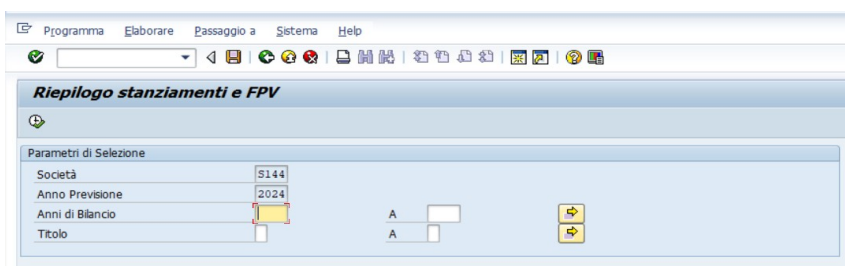 Programma Elaborare Passaggio a Sistema Help
Riepilogo stanziamenti e FPV
Parametri di Selezione
Società S144
Anno Previsione 2024
Anni di Bilancio A
Titolo A